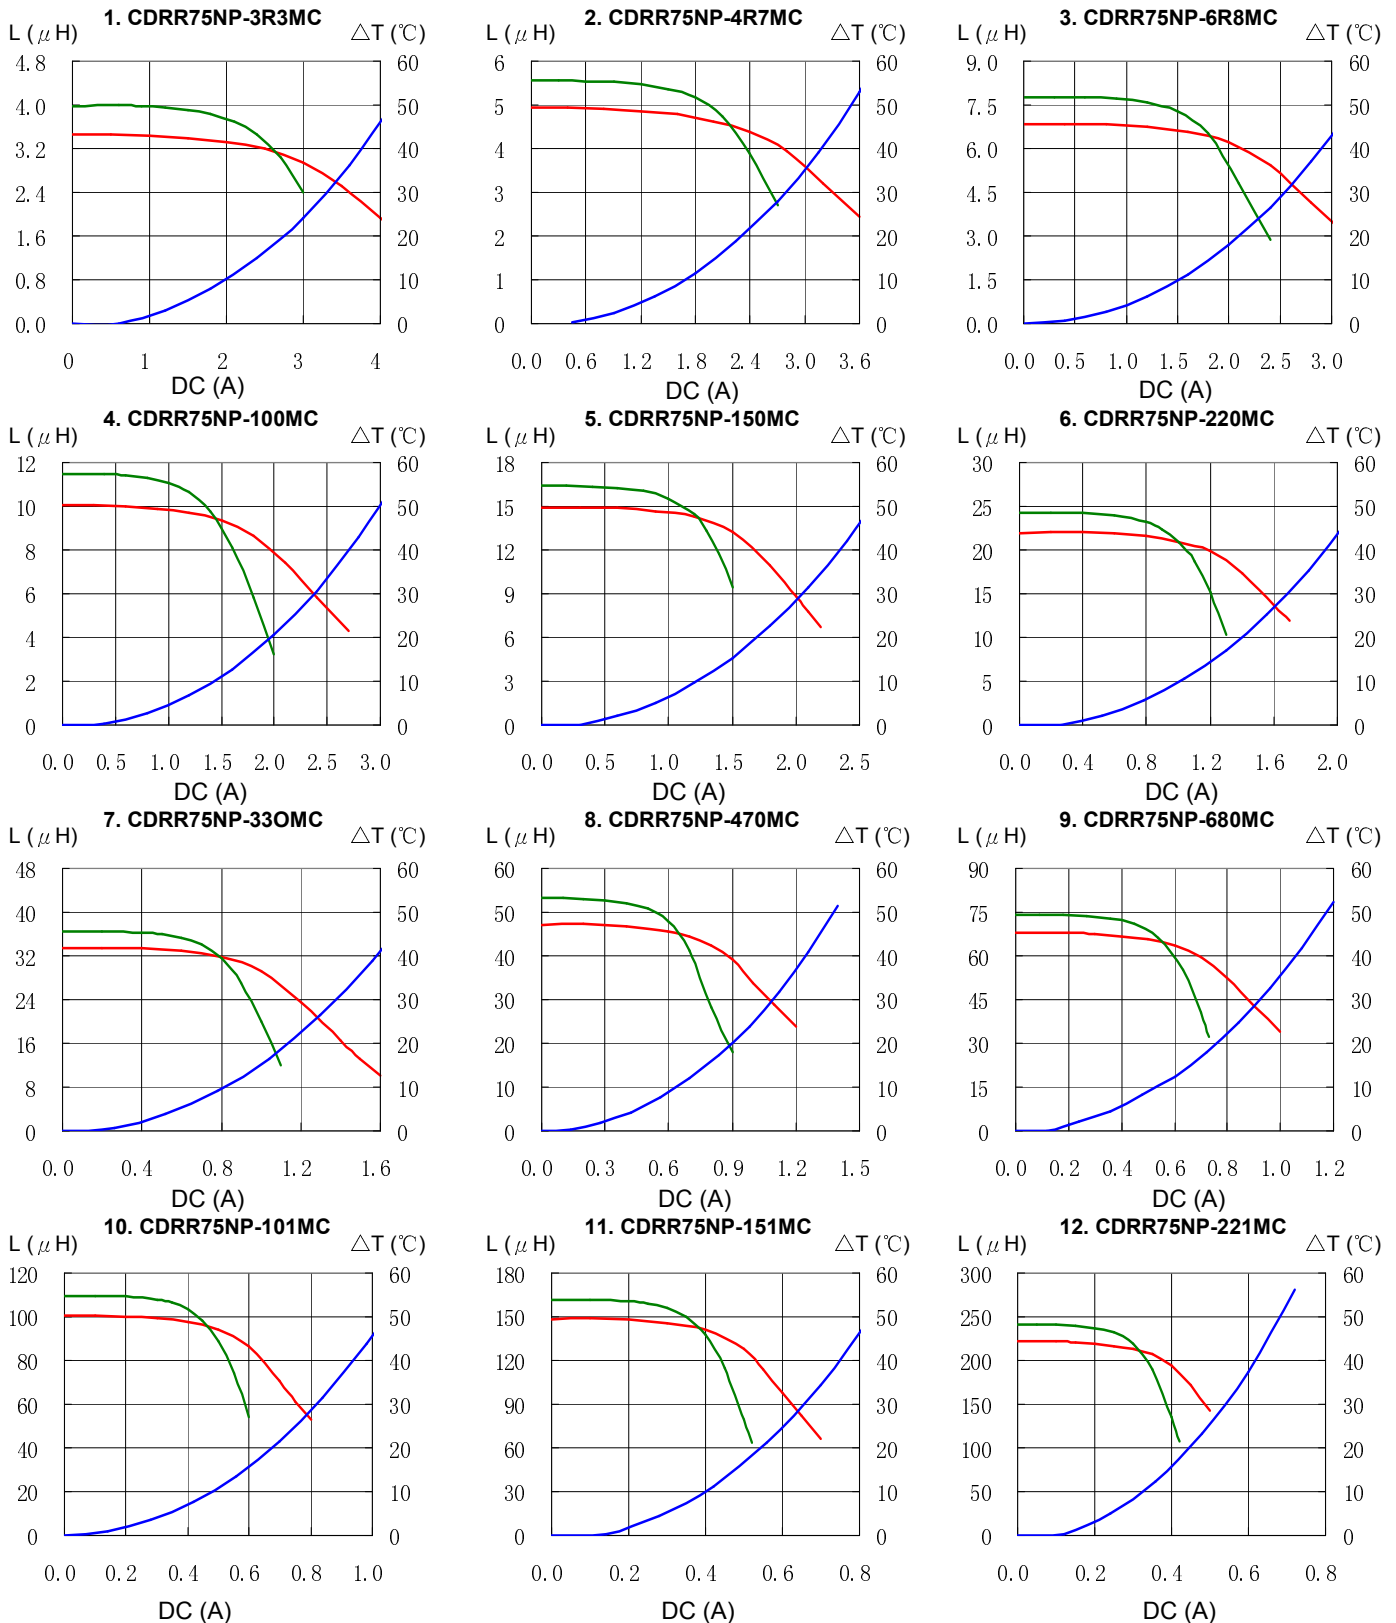 1. CDRR75NP-3R3MC
L (μH) △T (℃)
4.8 60
4.0 50
3.2 40
2.4 30
1.6 20
0.8 10
0.0 0
0 1 2 3 4
DC (A)
2. CDRR75NP-4R7MC
L (μH) △T (℃)
6 60
5 50
4 40
3 30
2 20
1 10
0 0
0.0 0.6 1.2 1.8 2.4 3.0 3.6
DC (A)
3. CDRR75NP-6R8MC
L (μH) △T (℃)
9.0 60
7.5 50
6.0 40
4.5 30
3.0 20
1.5 10
0.0 0
0.0 0.5 1.0 1.5 2.0 2.5 3.0
DC (A)
4. CDRR75NP-100MC
L (μH) △T (℃)
12 60
10 50
8 40
6 30
4 20
2 10
0 0
0.0 0.5 1.0 1.5 2.0 2.5 3.0
DC (A)
5. CDRR75NP-150MC
L (μH) △T (℃)
18 60
15 50
12 40
9 30
6 20
3 10
0 0
0.0 0.5 1.0 1.5 2.0 2.5
DC (A)
6. CDRR75NP-220MC
L (μH) △T (℃)
30 60
25 50
20 40
15 30
10 20
5 10
0 0
0.0 0.4 0.8 1.2 1.6 2.0
DC (A)
7. CDRR75NP-33OMC
L (μH) △T (℃)
48 60
40 50
32 40
24 30
16 20
8 10
0 0
0.0 0.4 0.8 1.2 1.6
DC (A)
8. CDRR75NP-470MC
L (μH) △T (℃)
60 60
50 50
40 40
30 30
20 20
10 10
0 0
0.0 0.3 0.6 0.9 1.2 1.5
DC (A)
9. CDRR75NP-680MC
L (μH) △T (℃)
90 60
75 50
60 40
45 30
30 20
15 10
0 0
0.0 0.2 0.4 0.6 0.8 1.0 1.2
DC (A)
10. CDRR75NP-101MC
L (μH) △T (℃)
120 60
100 50
80 40
60 30
40 20
20 10
0 0
0.0 0.2 0.4 0.6 0.8 1.0
DC (A)
11. CDRR75NP-151MC
L (μH) △T (℃)
180 60
150 50
120 40
90 30
60 20
30 10
0 0
0.0 0.2 0.4 0.6 0.8
DC (A)
12. CDRR75NP-221MC
L (μH) △T (℃)
300 60
250 50
200 40
150 30
100 20
50 10
0 0
0.0 0.2 0.4 0.6 0.8
DC (A)